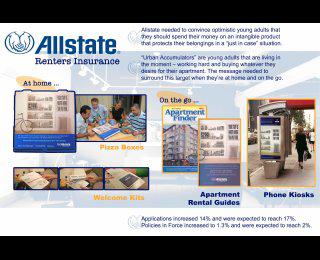 Allstate®
Renters Insurance
Allstate needed to convince optimistic young adults that
they should spend their money on an intangible product
that protects their belongings in a "just in case" situation.
"Urban Accumulators" are young adults that are living in
the moment - working hard and buying whatever they
desire for their apartment. The message needed to
surround this target when they're at home and on the go.
At home ...
Pizza Boxes
Welcome Kits
On the go ...
Apartment
Finder
Apartment
Rental Guides
Phone Kiosks
Applications increased 14% and were expected to reach 17%.
Policies in Force increased to 1.3% and were expected to reach 2%.